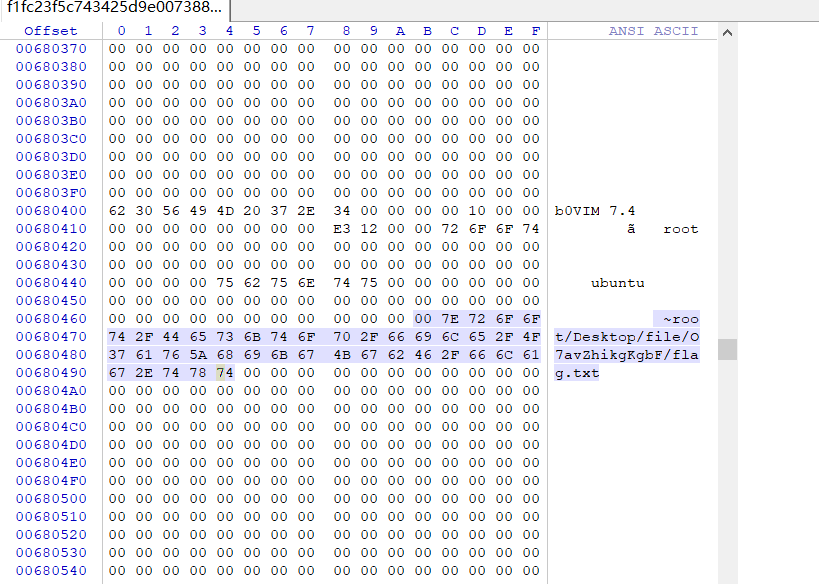 f1fc23f5c743425d9e007388...
Offset 0 1 2 3 4 5 6 7 8 9 A B C D E F ANSI ASCII
00680370 00 00 00 00 00 00 00 00 00 00 00 00 00 00 00 00
00680380 00 00 00 00 00 00 00 00 00 00 00 00 00 00 00 00
00680390 00 00 00 00 00 00 00 00 00 00 00 00 00 00 00 00
006803A0 00 00 00 00 00 00 00 00 00 00 00 00 00 00 00 00
006803B0 00 00 00 00 00 00 00 00 00 00 00 00 00 00 00 00
006803C0 00 00 00 00 00 00 00 00 00 00 00 00 00 00 00 00
006803D0 00 00 00 00 00 00 00 00 00 00 00 00 00 00 00 00
006803E0 00 00 00 00 00 00 00 00 00 00 00 00 00 00 00 00
006803F0 00 00 00 00 00 00 00 00 00 00 00 00 00 00 00 00
00680400 62 30 56 49 4D 20 37 2E 34 00 00 00 00 10 00 00 b0VIM 7.4
00680410 00 00 00 00 00 00 00 00 E3 12 00 00 72 6F 6F 74 ã root
00680420 00 00 00 00 00 00 00 00 00 00 00 00 00 00 00 00
00680430 00 00 00 00 00 00 00 00 00 00 00 00 00 00 00 00
00680440 00 00 00 00 75 62 75 6E 74 75 00 00 00 00 00 00 ubuntu
00680450 00 00 00 00 00 00 00 00 00 00 00 00 00 00 00 00
00680460 00 00 00 00 00 00 00 00 00 00 00 00 7E 72 6F 6F ~roo
00680470 74 2F 44 65 73 6B 74 6F 70 2F 66 69 6C 65 2F 4F t/Desktop/file/O
00680480 37 61 76 5A 68 69 6B 67 4B 67 62 46 2F 66 6C 61 7avZhikgKgbF/fla
00680490 67 2E 74 78 74 00 00 00 00 00 00 00 00 00 00 00 g.txt
006804A0 00 00 00 00 00 00 00 00 00 00 00 00 00 00 00 00
006804B0 00 00 00 00 00 00 00 00 00 00 00 00 00 00 00 00
006804C0 00 00 00 00 00 00 00 00 00 00 00 00 00 00 00 00
006804D0 00 00 00 00 00 00 00 00 00 00 00 00 00 00 00 00
006804E0 00 00 00 00 00 00 00 00 00 00 00 00 00 00 00 00
006804F0 00 00 00 00 00 00 00 00 00 00 00 00 00 00 00 00
00680500 00 00 00 00 00 00 00 00 00 00 00 00 00 00 00 00
00680510 00 00 00 00 00 00 00 00 00 00 00 00 00 00 00 00
00680520 00 00 00 00 00 00 00 00 00 00 00 00 00 00 00 00
00680530 00 00 00 00 00 00 00 00 00 00 00 00 00 00 00 00
00680540 00 00 00 00 00 00 00 00 00 00 00 00 00 00 00 00